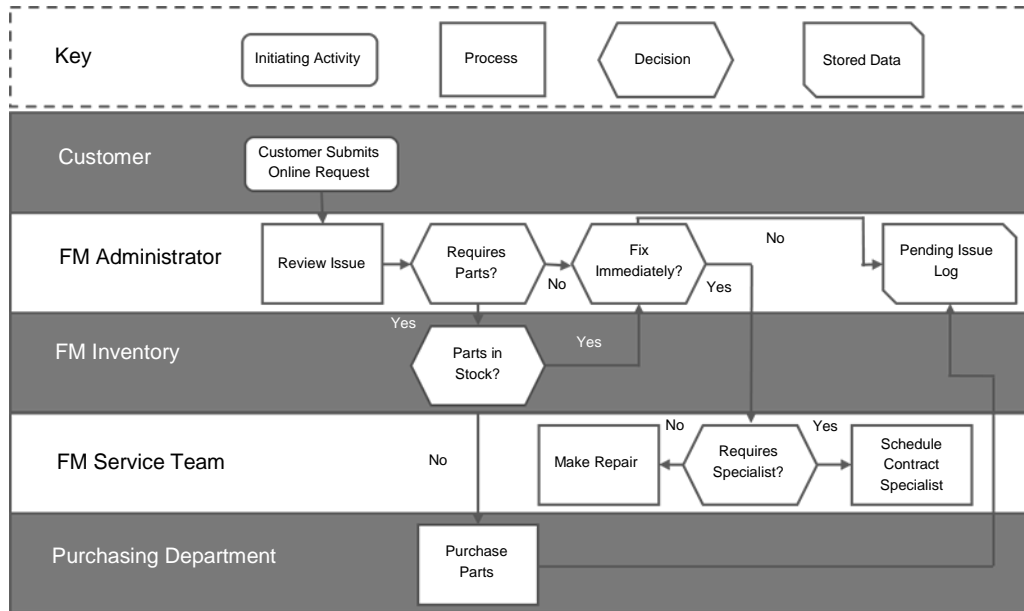 Key
Initiating Activity
Process
Decision
Stored Data
Customer
Customer Submits
Online Request
FM Administrator
Review Issue
Requires
Parts?
No
Fix
Immediately?
Yes
No
Pending Issue
Log
FM Inventory
Yes
Parts in
Stock?
Yes
FM Service Team
No
Make Repair
No
Requires
Specialist?
Yes
Schedule
Contract
Specialist
Purchasing Department
Purchase
Parts